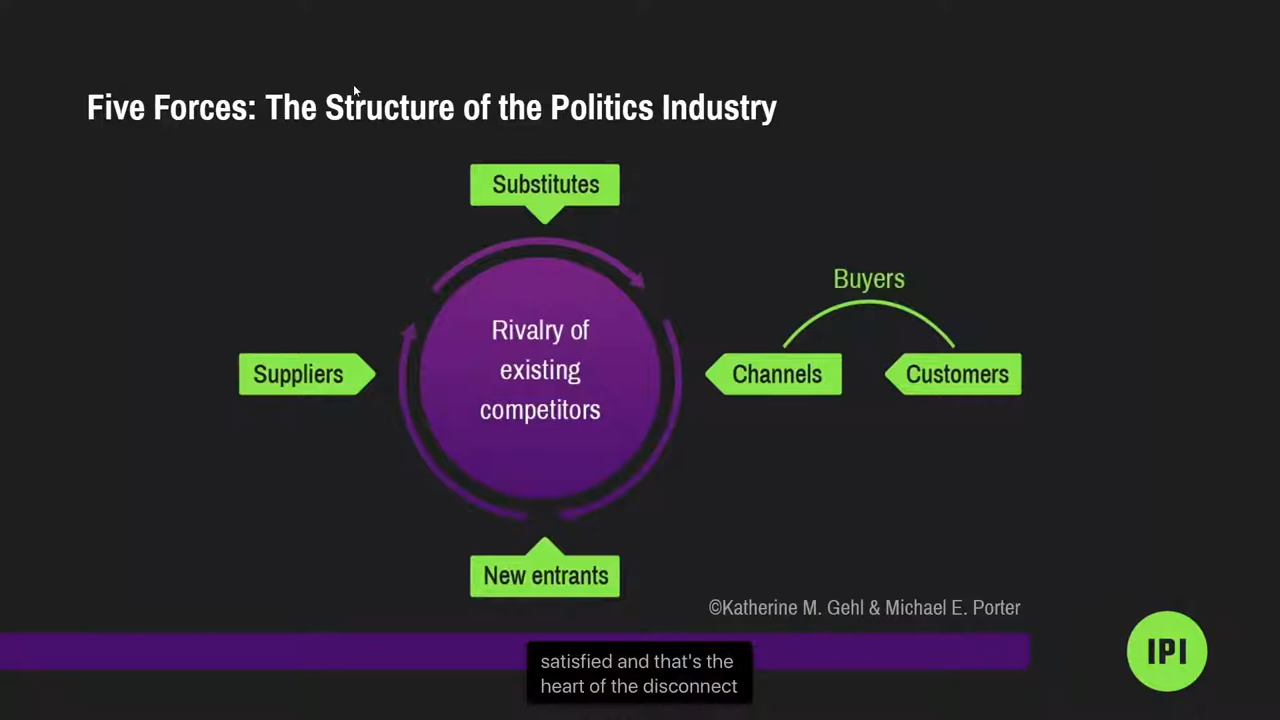 Five Forces: The Structure of the Politics Industry
Substitutes
Rivalry of
existing
competitors
Buyers
Suppliers
Channels
Customers
New entrants
©Katherine M. Gehl & Michael E. Porter
IPI
satisfied and that's the
heart of the disconnect